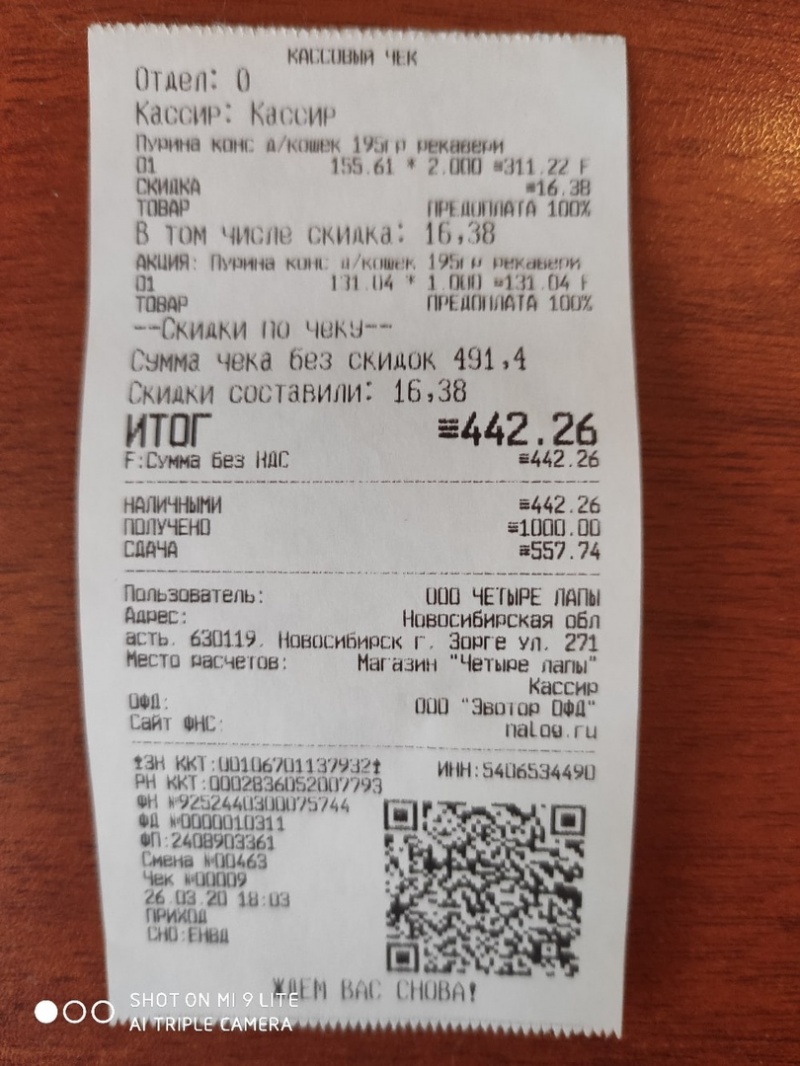 КАССОВЫЙ ЧЕК
Отдел: 0
Кассир: Кассир
Пурина конс д/кошек 195гр рекавери
01 155.61 * 2.000 ≡311.22 F
СКИДКА ≡16.38
ТОВАР ПРЕДОПЛАТА 100%
В том числе скидка: 16,38
АКЦИЯ: Пурина конс д/кошек 195гр рекавери
01 131.04 * 1.000 ≡131.04 F
ТОВАР ПРЕДОПЛАТА 100%
--Скидки по чеку--
Сумма чека без скидок 491,4
Скидки составили: 16,38
ИТОГ ≡442.26
F:Сумма без НДС ≡442.26
НАЛИЧНЫМИ ≡442.26
ПОЛУЧЕНО ≡1000.00
СДАЧА ≡557.74
Пользователь: ООО ЧЕТЫРЕ ЛАПЫ
Адрес: Новосибирская обл
асть, 630119, Новосибирск г, Зорге ул, 271
Место расчетов: Магазин "Четыре лапы"
Кассир
ОФД: ООО "Эвотор ОФД"
Сайт ФНС: nalog.ru
ЗН ККТ:00106701137932 ИНН:5406534490
РН ККТ:0002836052007793
ФН №9252440300075744
ФД №0000010311
ФП:2408903361
Смена №00463
Чек №00009
26.03.20 18:03
ПРИХОД
СНО:ЕНВД
ЖДЕМ ВАС СНОВА!
SHOT ON MI 9 LITE
AI TRIPLE CAMERA